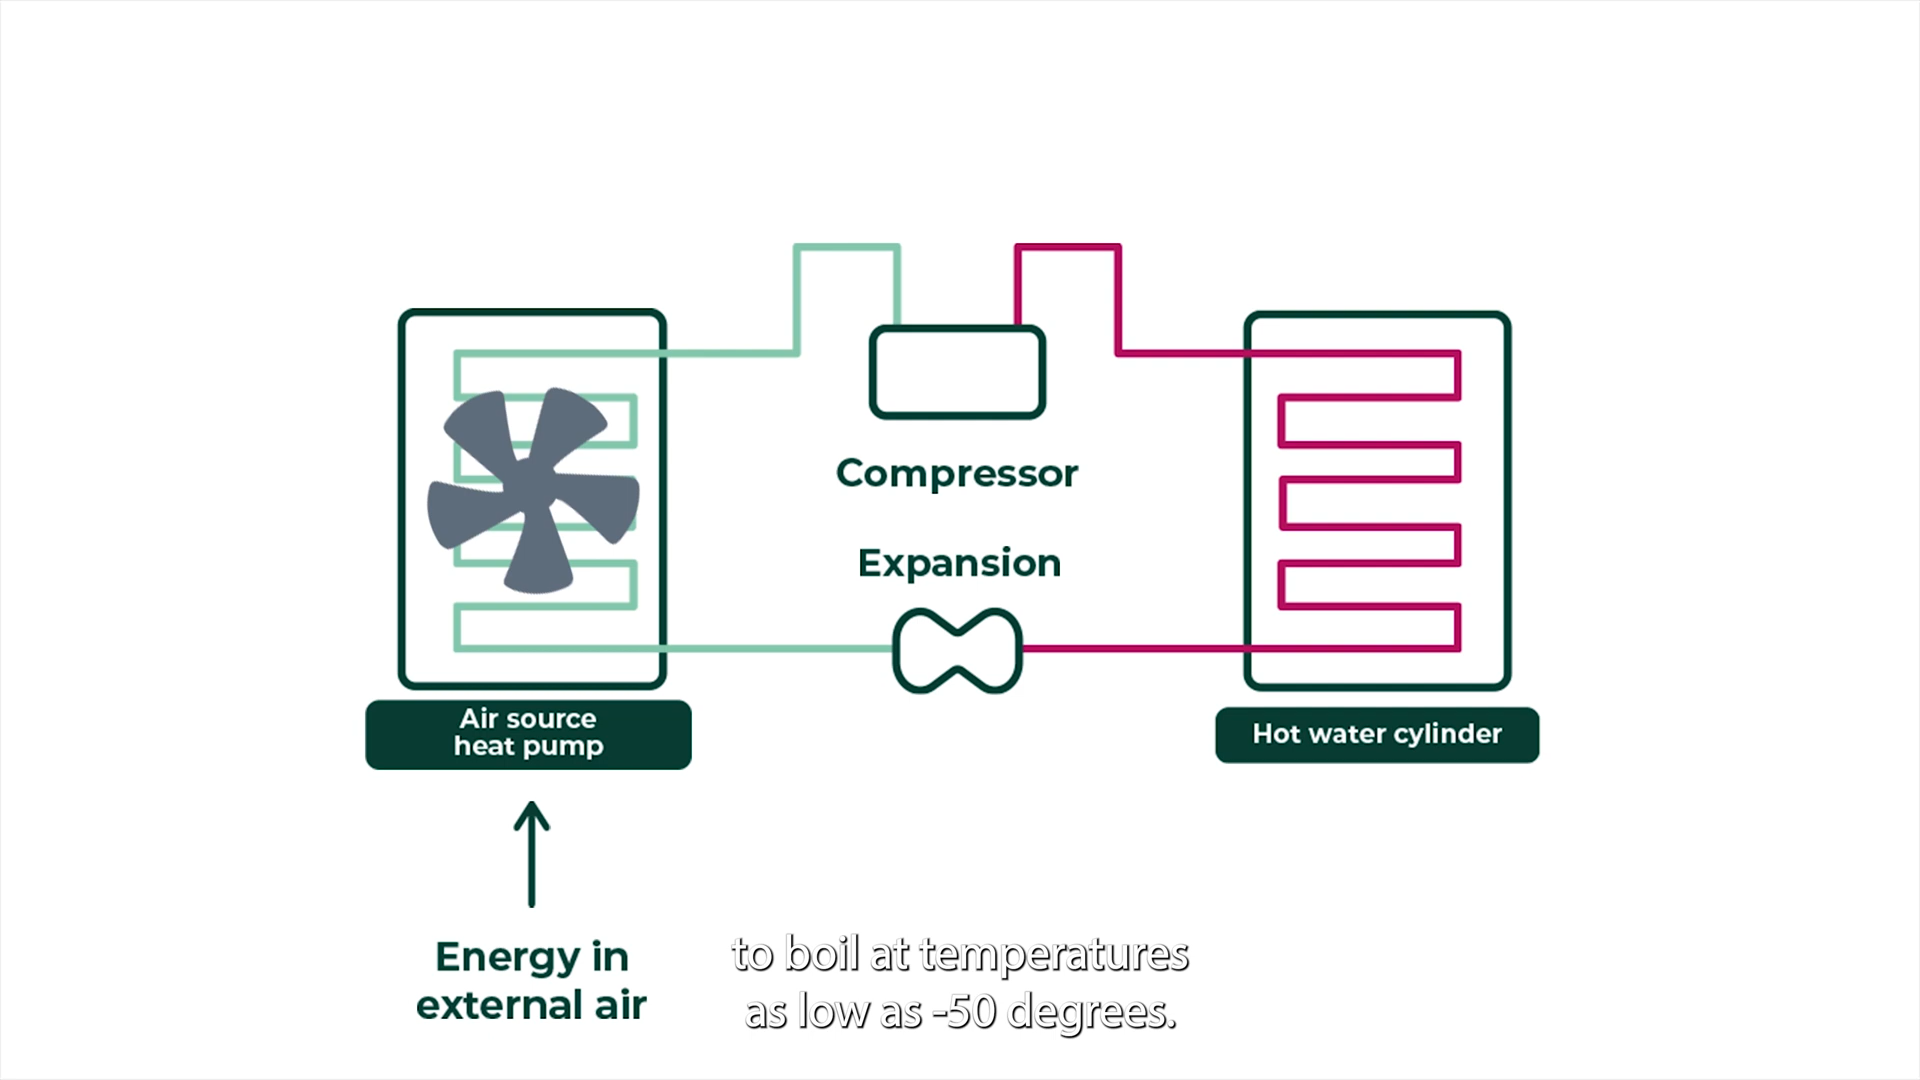 Compressor
Expansion
Air source
heat pump
Hot water cylinder
Energy in
external air
to boil at temperatures
as low as -50 degrees.